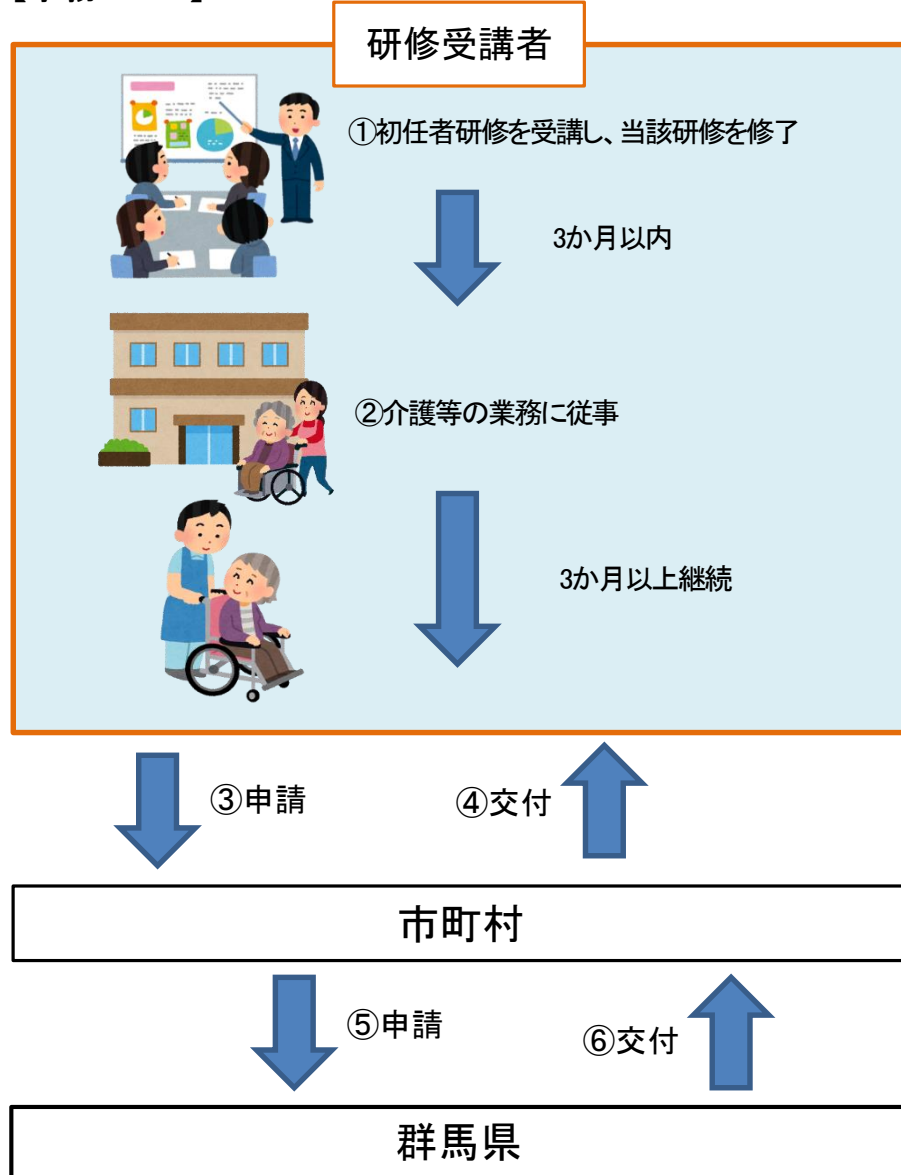 研修受講者
①初任者研修を受講し、当該研修を修了
3か月以内
②介護等の業務に従事
3か月以上継続
③申請
④交付
市町村
⑤申請
⑥交付
群馬県